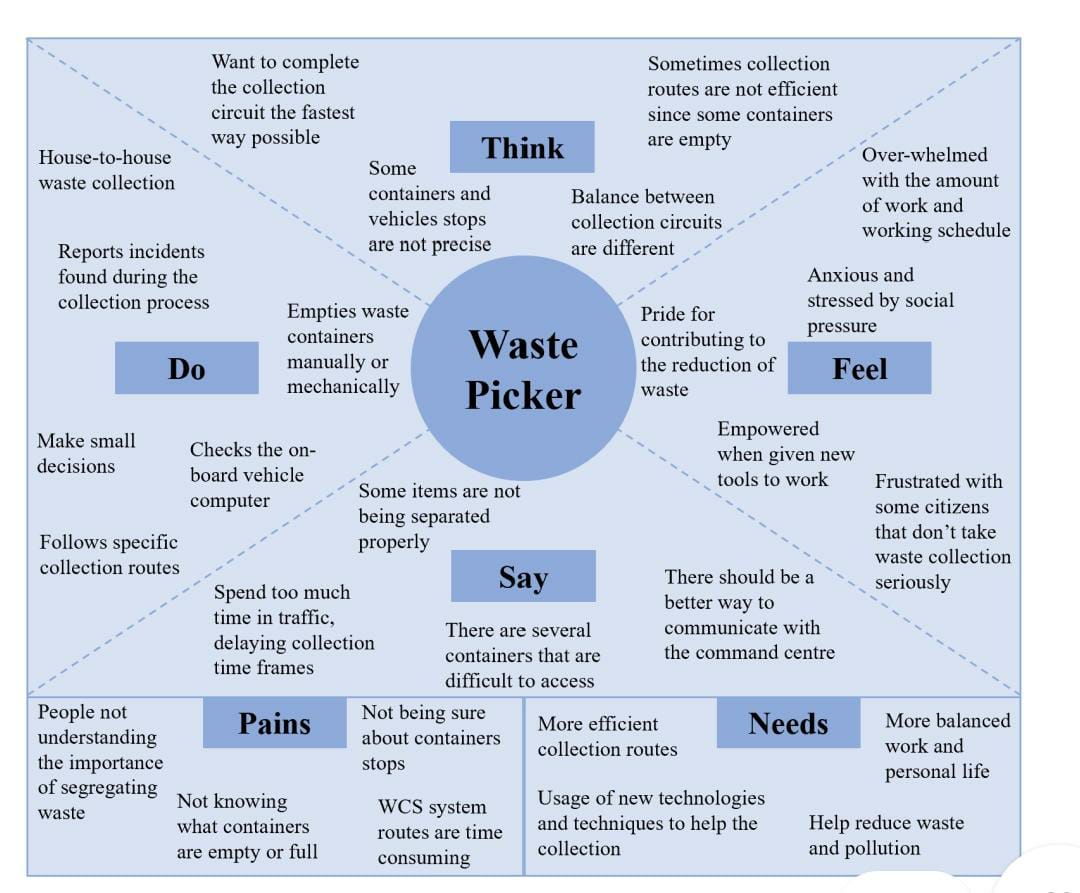 Want to complete
the collection
circuit the fastest
way possible
Sometimes collection
routes are not efficient
since some containers
are empty
Think
Some
containers and
vehicles stops
are not precise
Balance between
collection circuits
are different
House-to-house
waste collection
Reports incidents
found during the
collection process
Empties waste
containers
manually or
mechanically
Do
Make small
decisions
Checks the on-
board vehicle
computer
Follows specific
collection routes
Waste
Picker
Over-whelmed
with the amount
of work and
working schedule
Anxious and
stressed by social
pressure
Pride for
contributing to
the reduction of
waste
Feel
Empowered
when given new
tools to work
Frustrated with
some citizens
that don’t take
waste collection
seriously
Some items are not
being separated
properly
Say
Spend too much
time in traffic,
delaying collection
time frames
There are several
containers that are
difficult to access
There should be a
better way to
communicate with
the command centre
Pains
People not
understanding
the importance
of segregating
waste
Not being sure
about containers
stops
Not knowing
what containers
are empty or full
WCS system
routes are time
consuming
Needs
More efficient
collection routes
More balanced
work and
personal life
Usage of new technologies
and techniques to help the
collection
Help reduce waste
and pollution